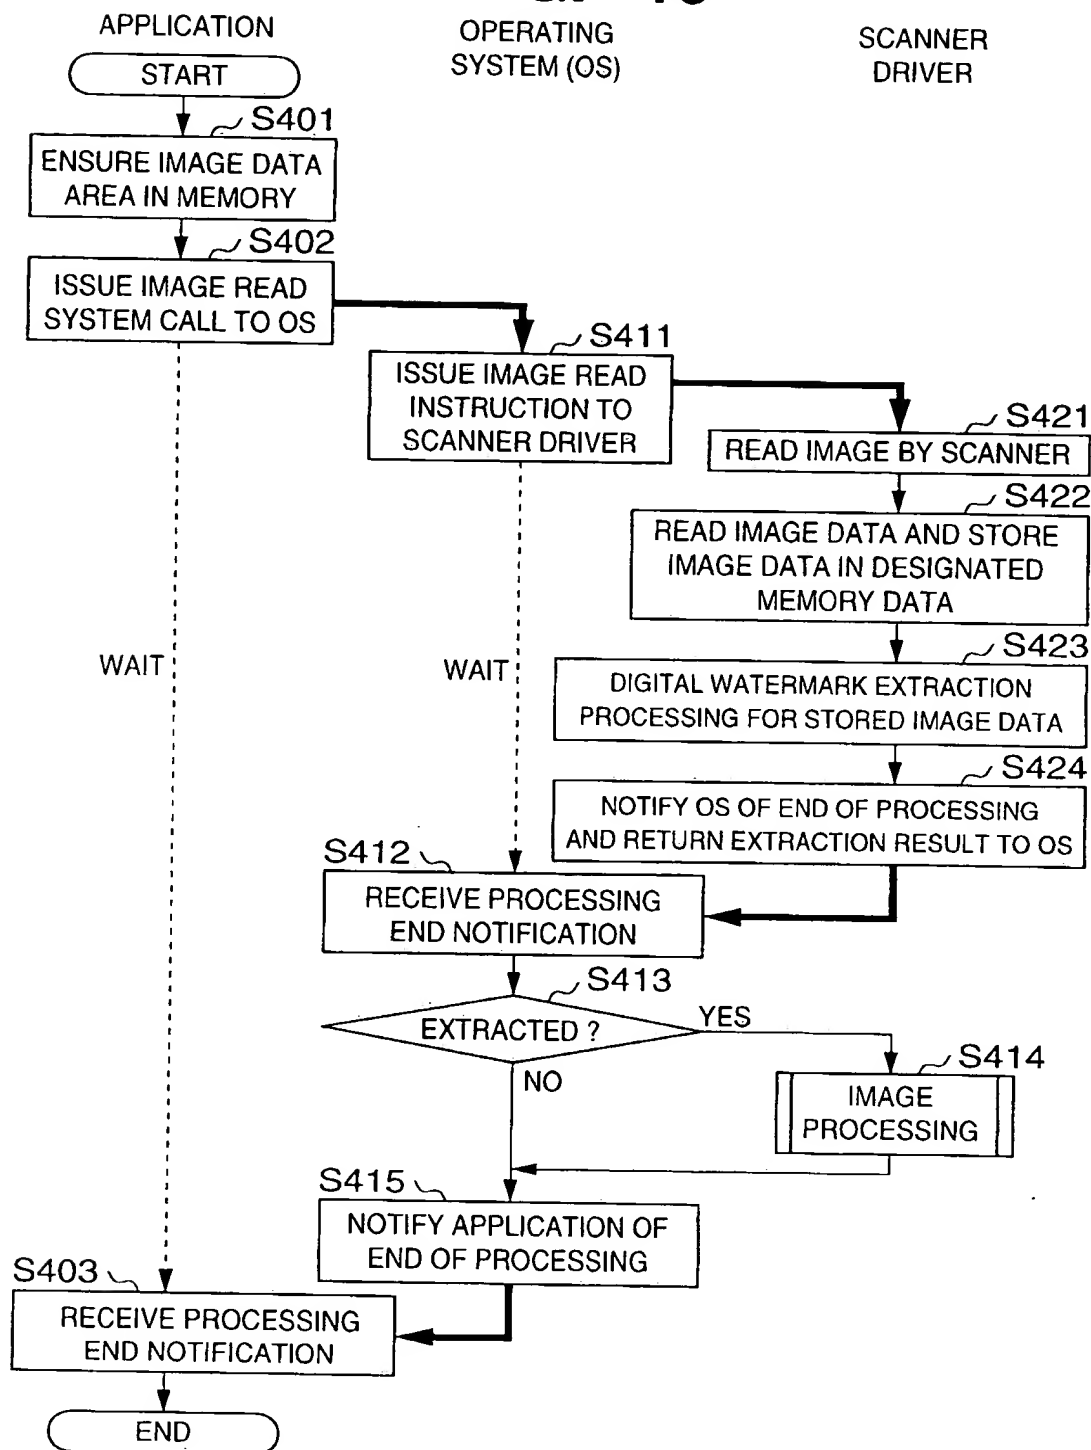 APPLICATION
OPERATING
SYSTEM (OS)
SCANNER
DRIVER
START
S401
ENSURE IMAGE DATA
AREA IN MEMORY
S402
ISSUE IMAGE READ
SYSTEM CALL TO OS
S411
ISSUE IMAGE READ
INSTRUCTION TO
SCANNER DRIVER
S421
READ IMAGE BY SCANNER
S422
READ IMAGE DATA AND STORE
IMAGE DATA IN DESIGNATED
MEMORY DATA
WAIT
WAIT
S423
DIGITAL WATERMARK EXTRACTION
PROCESSING FOR STORED IMAGE DATA
S424
NOTIFY OS OF END OF PROCESSING
AND RETURN EXTRACTION RESULT TO OS
S412
RECEIVE PROCESSING
END NOTIFICATION
S413
EXTRACTED ?
YES
NO
S414
IMAGE
PROCESSING
S415
NOTIFY APPLICATION OF
END OF PROCESSING
S403
RECEIVE PROCESSING
END NOTIFICATION
END